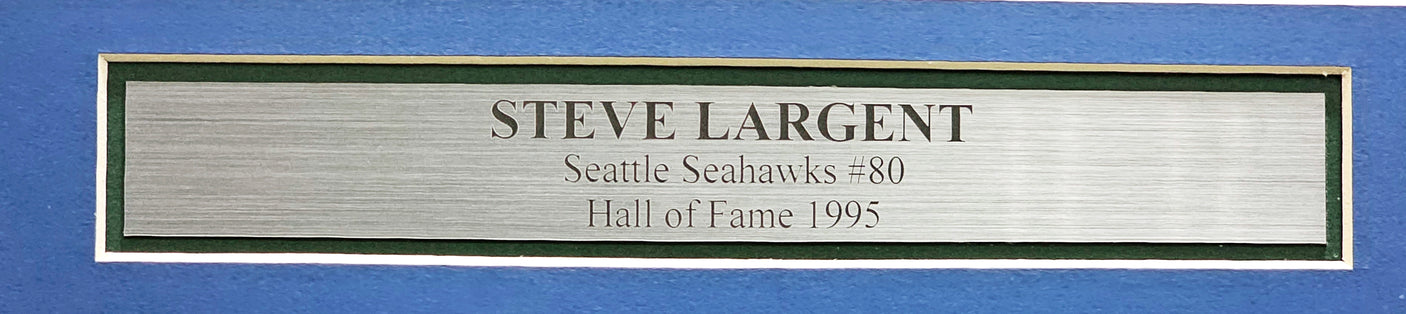 STEVE LARGENT
Seattle Seahawks #80
Hall of Fame 1995